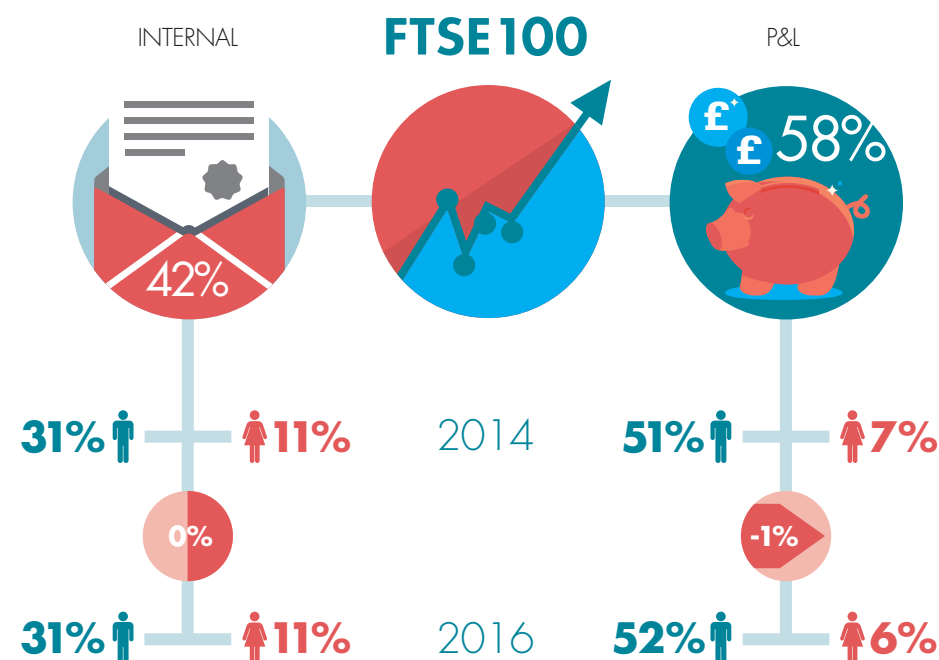 INTERNAL
FTSE 100
P&L
£
£
58%
42%
31% 11% 2014 51% 7%
0% -1%
31% 11% 2016 52% 6%